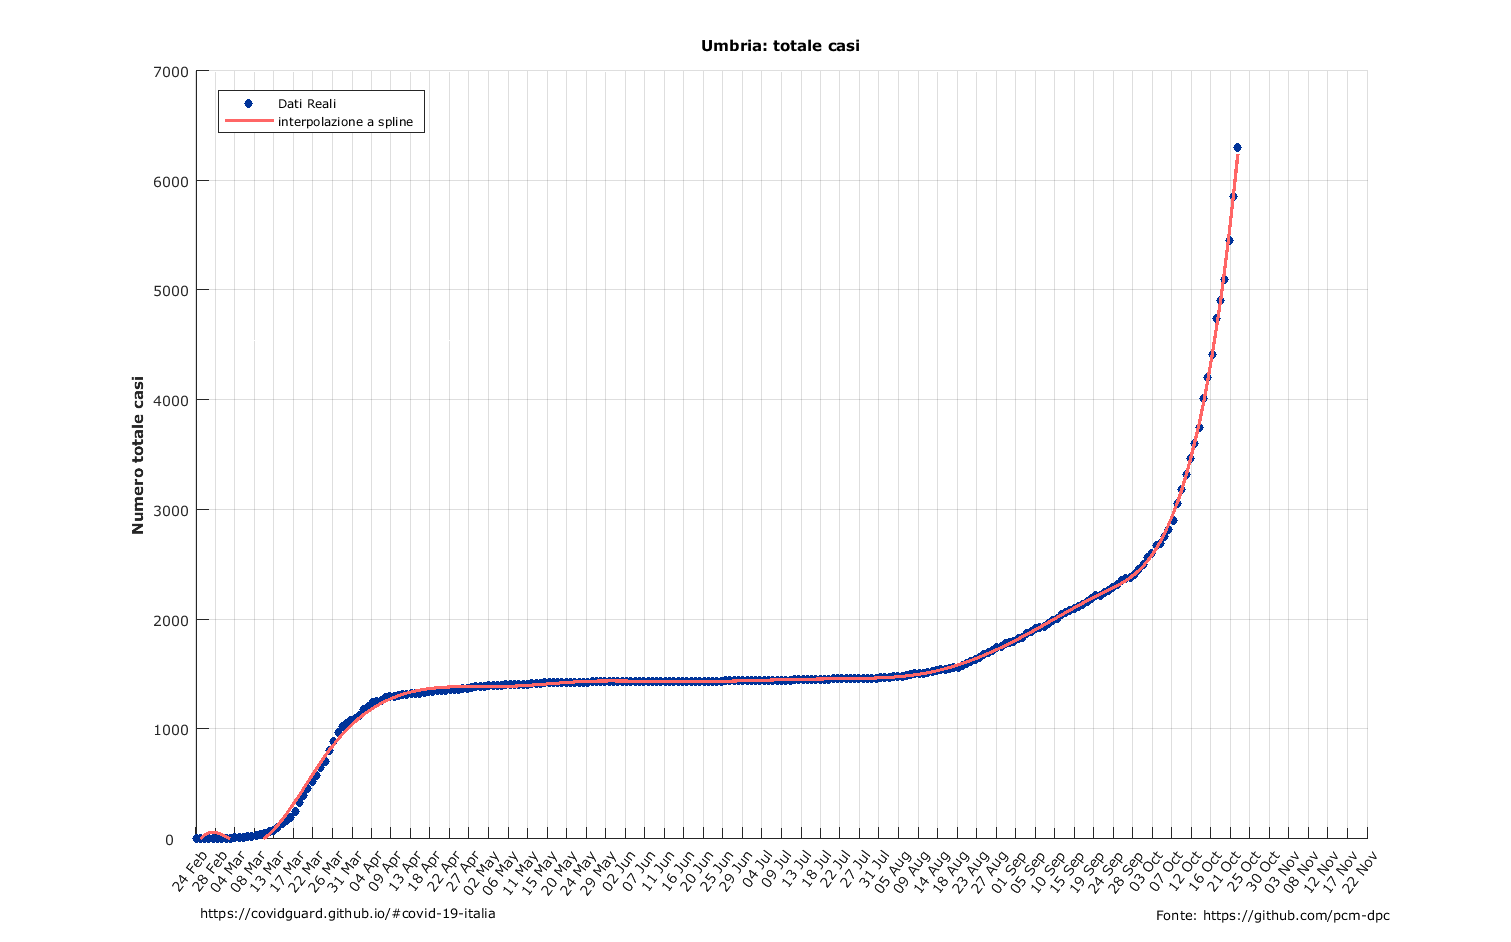 Umbria: totale casi
Dati Reali
interpolazione a spline
Numero totale casi
7000
6000
5000
4000
3000
2000
1000
0
24 Feb
28 Feb
04 Mar
08 Mar
13 Mar
17 Mar
22 Mar
26 Mar
31 Mar
04 Apr
09 Apr
13 Apr
18 Apr
22 Apr
27 Apr
02 May
06 May
11 May
15 May
20 May
24 May
29 May
02 Jun
07 Jun
11 Jun
16 Jun
20 Jun
25 Jun
29 Jun
04 Jul
09 Jul
13 Jul
18 Jul
22 Jul
27 Jul
31 Jul
05 Aug
09 Aug
14 Aug
18 Aug
23 Aug
27 Aug
01 Sep
05 Sep
10 Sep
15 Sep
19 Sep
24 Sep
28 Sep
03 Oct
07 Oct
12 Oct
16 Oct
21 Oct
25 Oct
30 Oct
03 Nov
08 Nov
12 Nov
17 Nov
22 Nov
https://covidguard.github.io/#covid-19-italia
Fonte: https://github.com/pcm-dpc